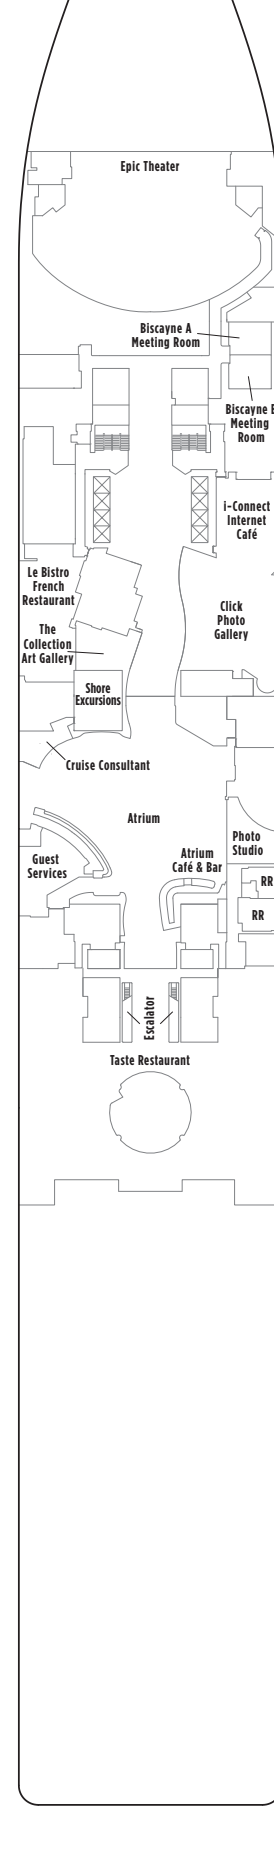 Epic Theater
Biscayne A
Meeting Room
Biscayne B
Meeting
Room
i-Connect
Internet
Café
Le Bistro
French
Restaurant
Click
Photo
Gallery
The
Collection
Art Gallery
Shore
Excursions
Cruise Consultant
Atrium
Photo
Studio
Atrium
Café & Bar
Guest
Services
RR
RR
Escalator
Taste Restaurant